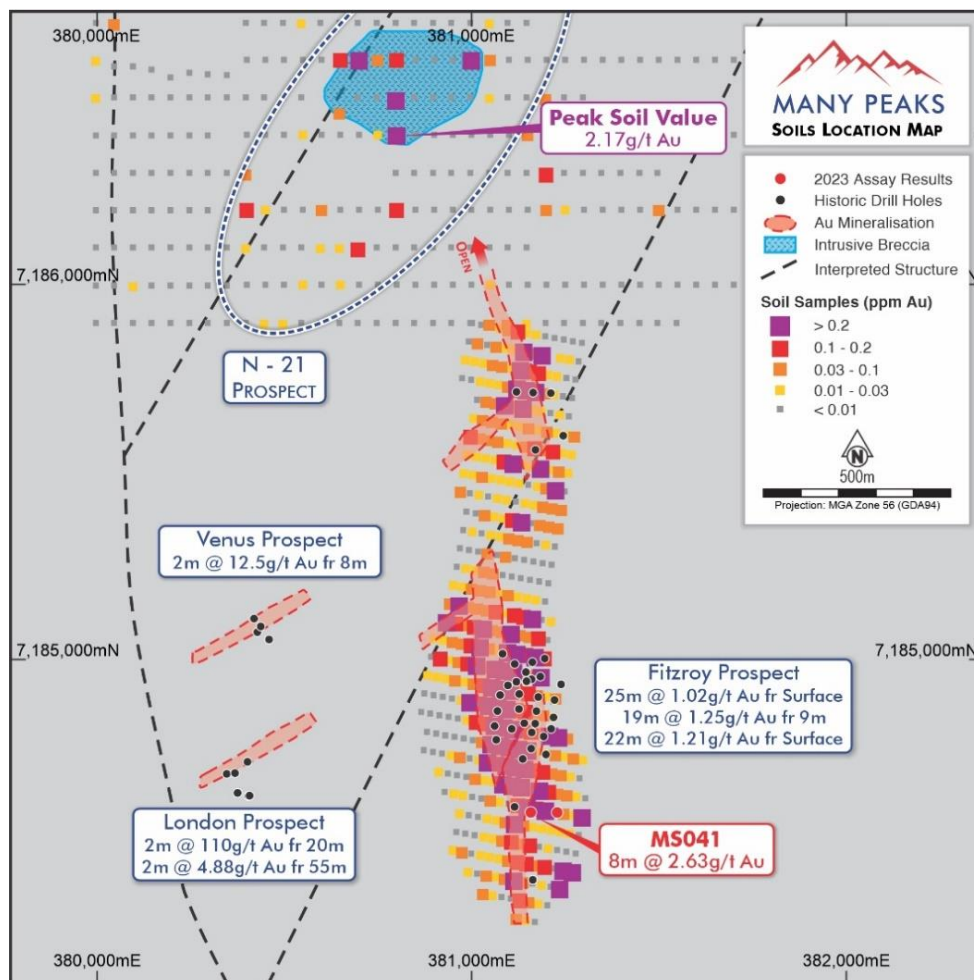 380,000mE
381,000mE
MANY PEAKS
SOILS LOCATION MAP
Peak Soil Value
2.17g/t Au
2023 Assay Results
Historic Drill Holes
Au Mineralisation
Intrusive Breccia
Interpreted Structure
Soil Samples (ppm Au)
> 0.2
0.1 - 0.2
0.03 - 0.1
0.01 - 0.03
< 0.01
N
500m
Projection: MGA Zone 56 (GDA94)
OPEN
7,186,000mN
N - 21
PROSPECT
Venus Prospect
2m @ 12.5g/t Au fr 8m
7,185,000mN
7,185,000mN
Fitzroy Prospect
25m @ 1.02g/t Au fr Surface
19m @ 1.25g/t Au fr 9m
22m @ 1.21g/t Au fr Surface
London Prospect
2m @ 110g/t Au fr 20m
2m @ 4.88g/t Au fr 55m
MS041
8m @ 2.63g/t Au
380,000mE
381,000mE
382,000mE